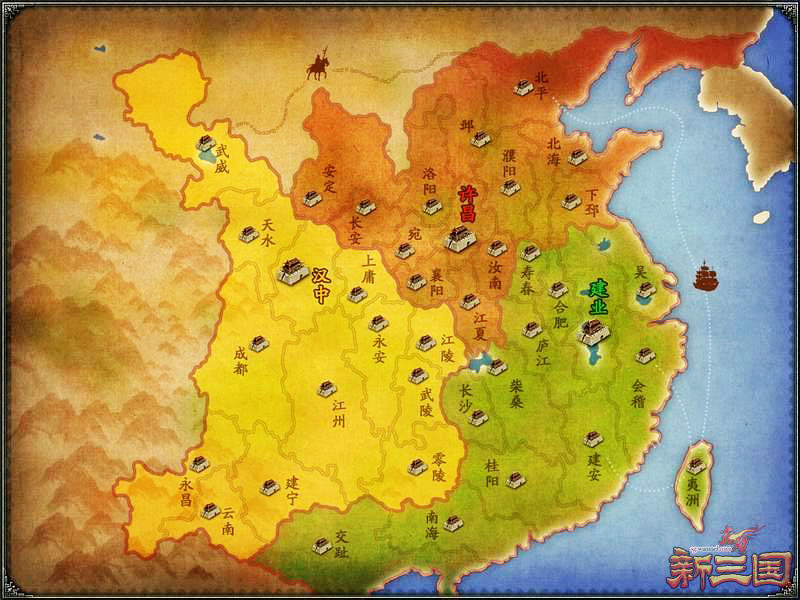 北平
邺
濮阳
北海
下邳
武威
安定
洛阳
许昌
长安
宛
汝南
天水
上庸
襄阳
寿春
吴
汉中
江夏
合肥
建业
永安
江陵
庐江
成都
会稽
江州
武陵
长沙
柴桑
永昌
建宁
零陵
桂阳
建安
夷洲
云南
交趾
南海
新三国